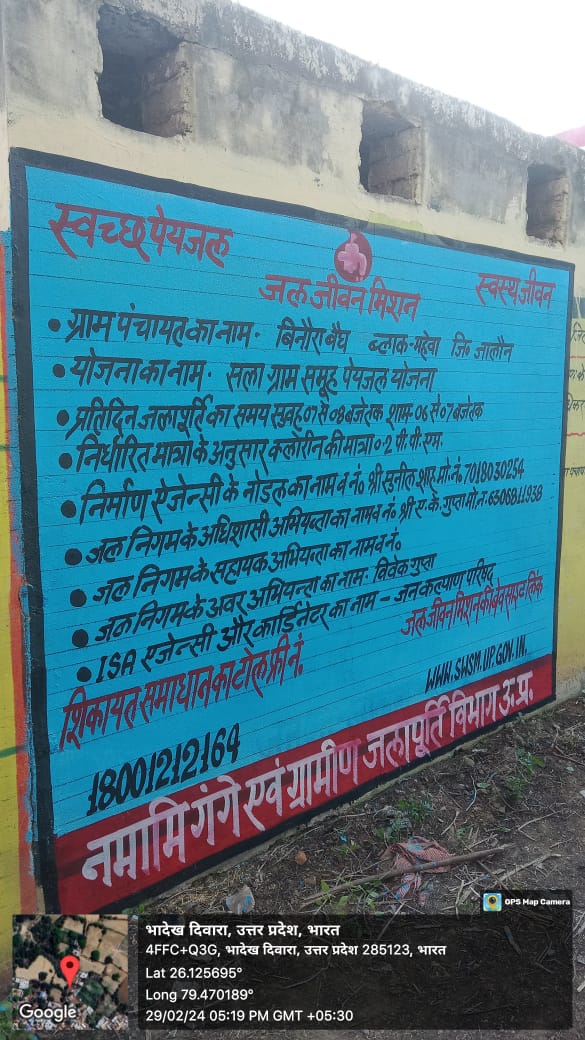 स्वच्छ पेयजल
जल जीवन मिशन
स्वस्थ जीवन
• ग्राम पंचायत का नाम- बिनौरा बैध ब्लाक-महेवा जि० जालौन
• योजना का नाम- सला ग्राम समूह पेयजल योजना
• प्रतिदिन जलापूर्ति का समय सुबह 07 से 08 बजे तक शाम- 06 से 07 बजे तक
• निर्धारित मात्रा के अनुसार क्लोरीन की मात्रा 0.2 पी.पी.एम.
• निर्माण ऐजेन्सी के नोडल का नाम व नं० श्री सुनील शाह मो.नं. 7018030254
• जल निगम के अधिशासी अभियन्ता का नाम व नं. श्री ए.के. गुप्ता मो.न.
• जल निगम के सहायक अभियन्ता का नाम व नं.
• जल निगम के अवर अभियन्ता का नाम: विवेक गुप्ता
• ISA एजेन्सी और कार्डिनेटर का नाम – जन कल्याण परिषद
शिकायत समाधान का टोल फ्री नं.
जल जीवन मिशन की वेव साइट लिंक
18001212164
WWW.SWSM.UP.GOV.IN.
नमामि गंगे एवं ग्रामीण जलापूर्ति विभाग उ.प्र.
GPS Map Camera
भादेख दिवारा, उत्तर प्रदेश, भारत
4FFC+Q3G, भादेख दिवारा, उत्तर प्रदेश 285123, भारत
Lat 26.125695°
Long 79.470189°
29/02/24 05:19 PM GMT +05:30
Google